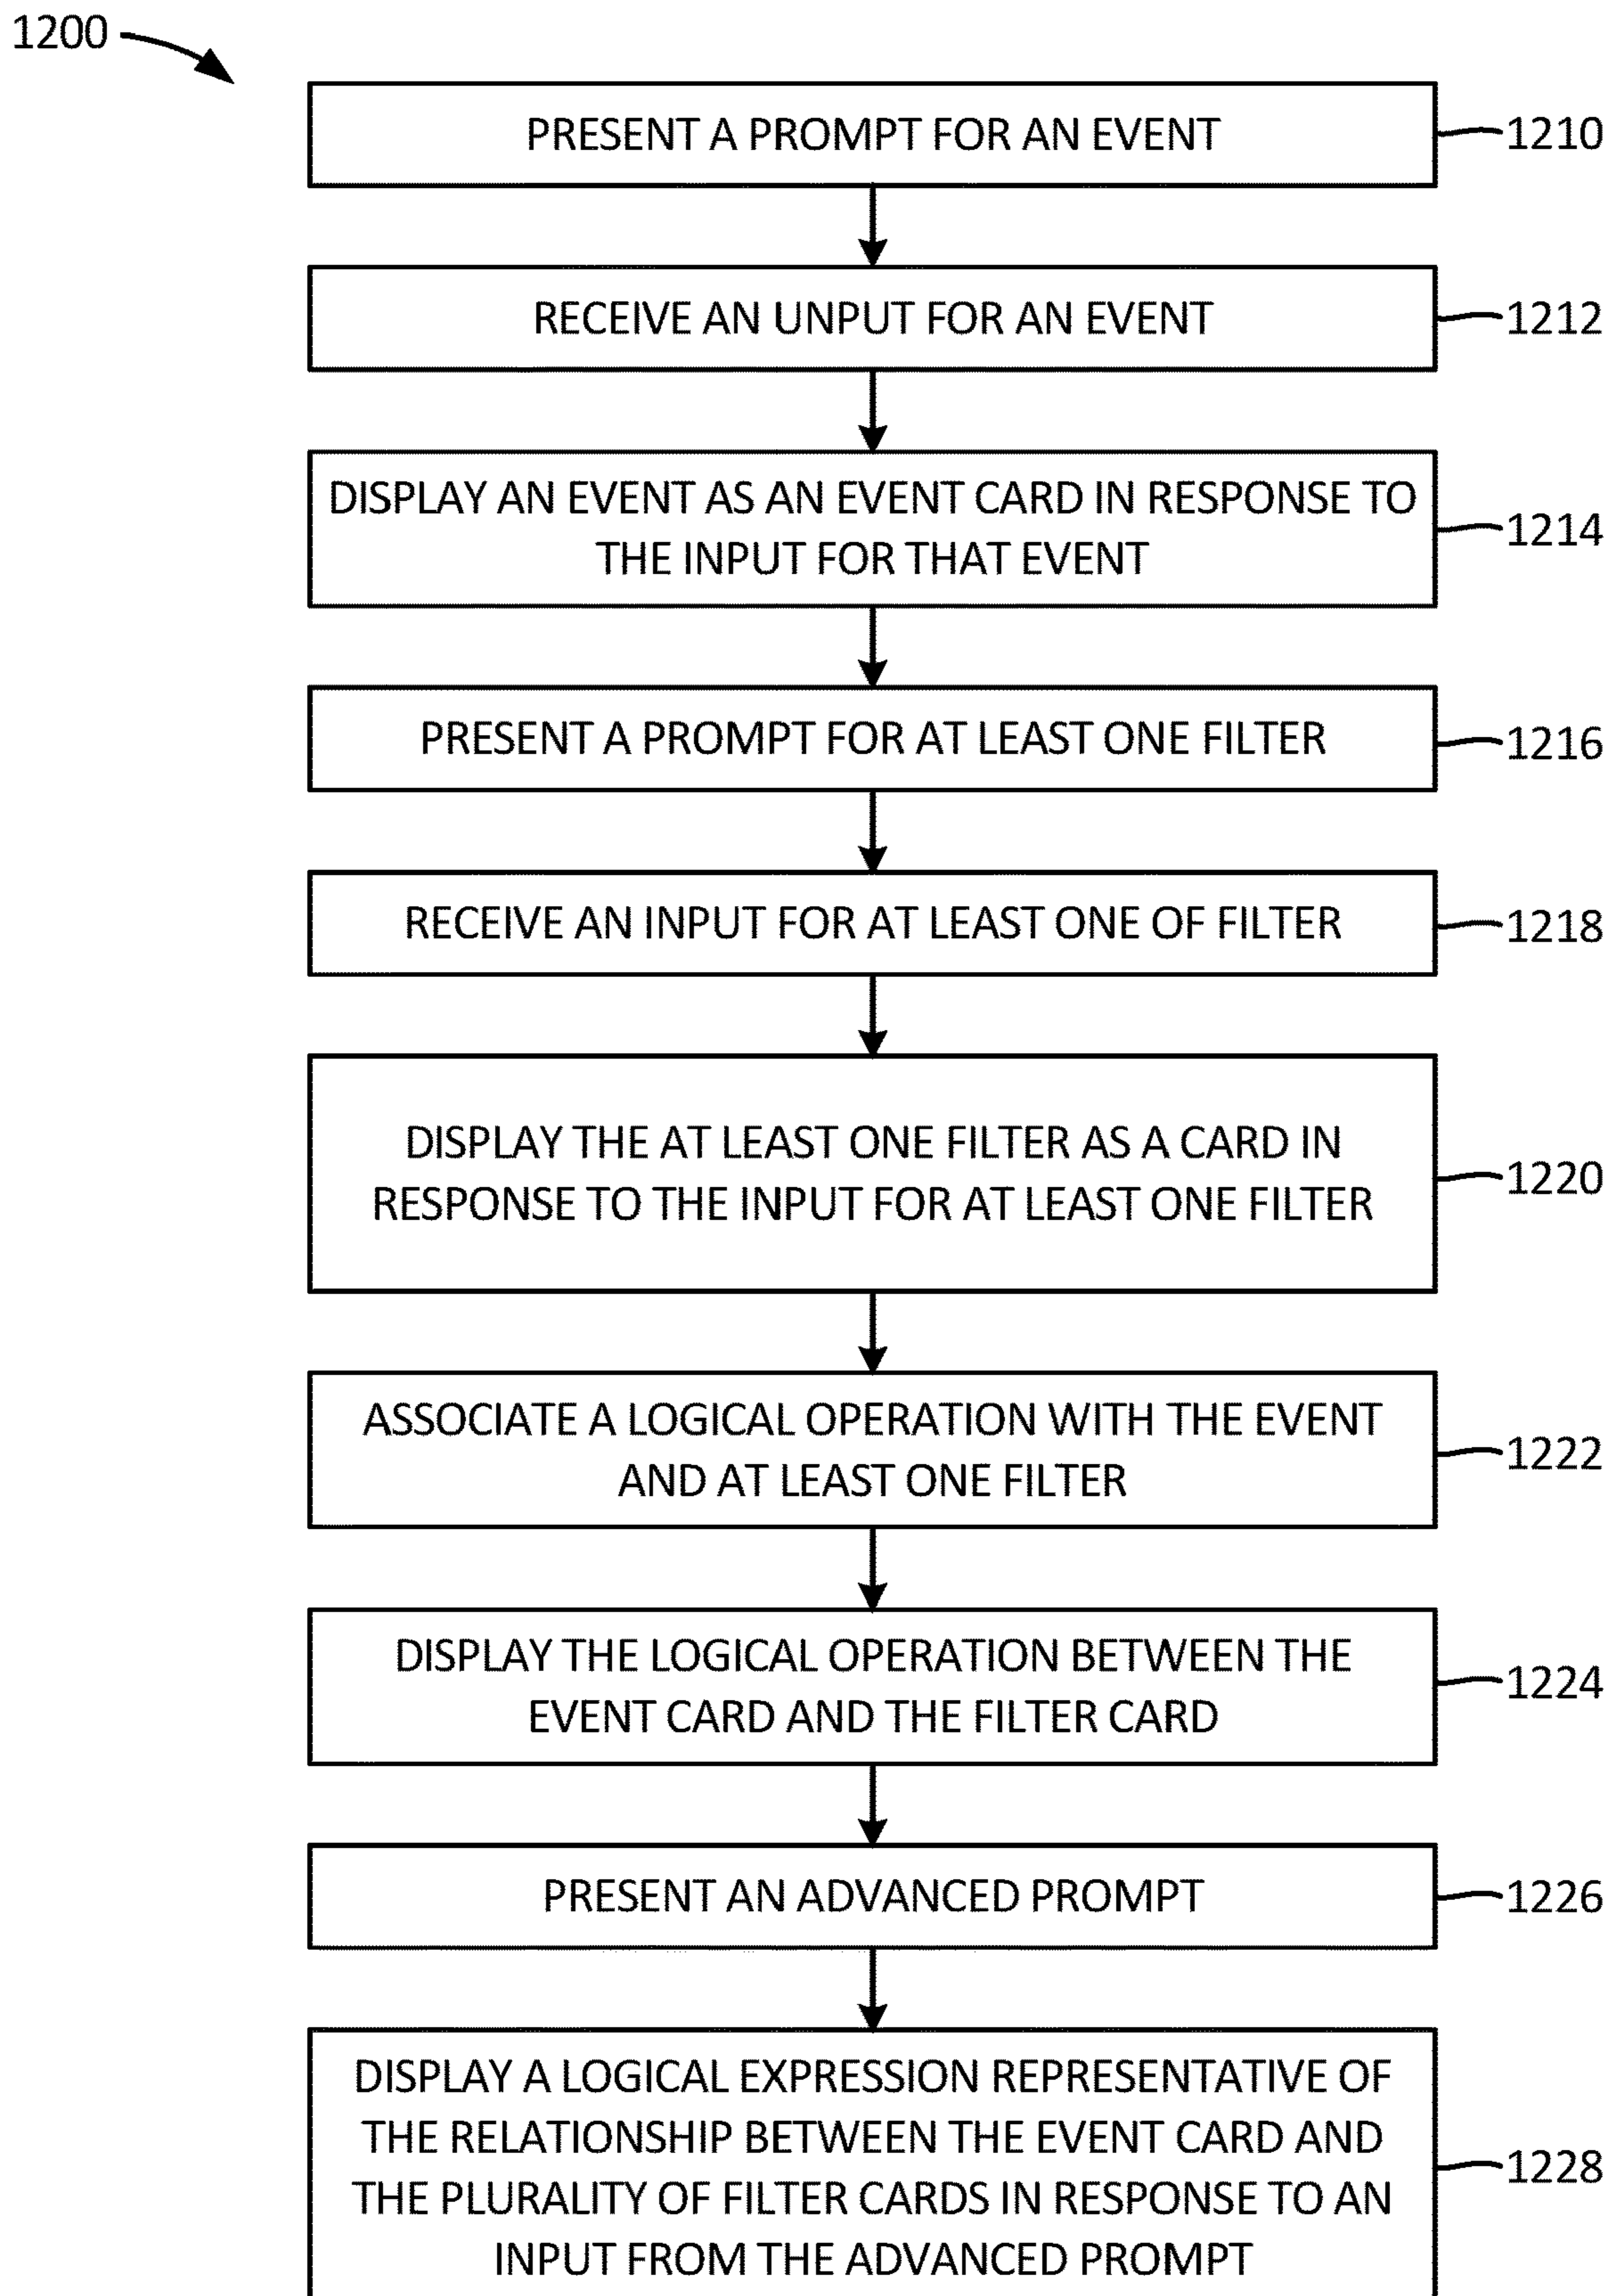 1200
PRESENT A PROMPT FOR AN EVENT
1210
RECEIVE AN UNPUT FOR AN EVENT
1212
DISPLAY AN EVENT AS AN EVENT CARD IN RESPONSE TO
THE INPUT FOR THAT EVENT
1214
PRESENT A PROMPT FOR AT LEAST ONE FILTER
1216
RECEIVE AN INPUT FOR AT LEAST ONE OF FILTER
1218
DISPLAY THE AT LEAST ONE FILTER AS A CARD IN
RESPONSE TO THE INPUT FOR AT LEAST ONE FILTER
1220
ASSOCIATE A LOGICAL OPERATION WITH THE EVENT
AND AT LEAST ONE FILTER
1222
DISPLAY THE LOGICAL OPERATION BETWEEN THE
EVENT CARD AND THE FILTER CARD
1224
PRESENT AN ADVANCED PROMPT
1226
DISPLAY A LOGICAL EXPRESSION REPRESENTATIVE OF
THE RELATIONSHIP BETWEEN THE EVENT CARD AND
THE PLURALITY OF FILTER CARDS IN RESPONSE TO AN
INPUT FROM THE ADVANCED PROMPT
1228